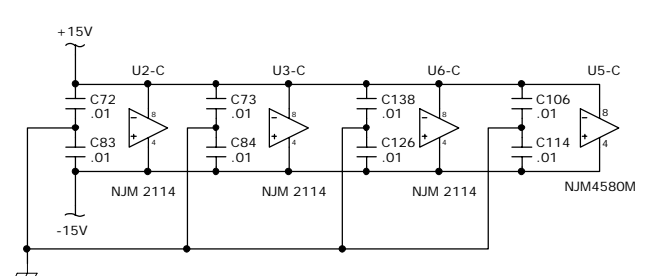 +15V
U2-C U3-C U6-C U5-C
C72 .01 8 C73 .01 8 C138 .01 8 C106 .01 8
C83 .01 4 C84 .01 4 C126 .01 4 C114 .01 4
NJM 2114 NJM 2114 NJM 2114 NJM4580M
-15V